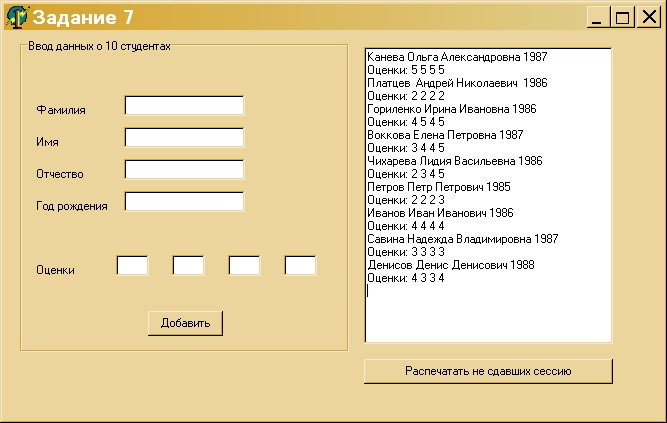 Задание 7
Ввод данных о 10 студентах
Фамилия
Имя
Отчество
Год рождения
Оценки
Добавить
Канева Ольга Александровна 1987
Оценки: 5 5 5 5
Платцев  Андрей Николаевич  1986
Оценки: 2 2 2 2
Гориленко Ирина Ивановна 1986
Оценки: 4 5 4 5
Воккова Елена Петровна 1987
Оценки: 3 4 4 5
Чихарева Лидия Васильевна 1986
Оценки: 2 3 4 5
Петров Петр Петрович 1985
Оценки: 2 2 2 3
Иванов Иван Иванович 1986
Оценки: 4 4 4 4
Савина Надежда Владимировна 1987
Оценки: 3 3 3 3
Денисов Денис Денисович 1988
Оценки: 4 3 3 4
Распечатать не сдавших сессию